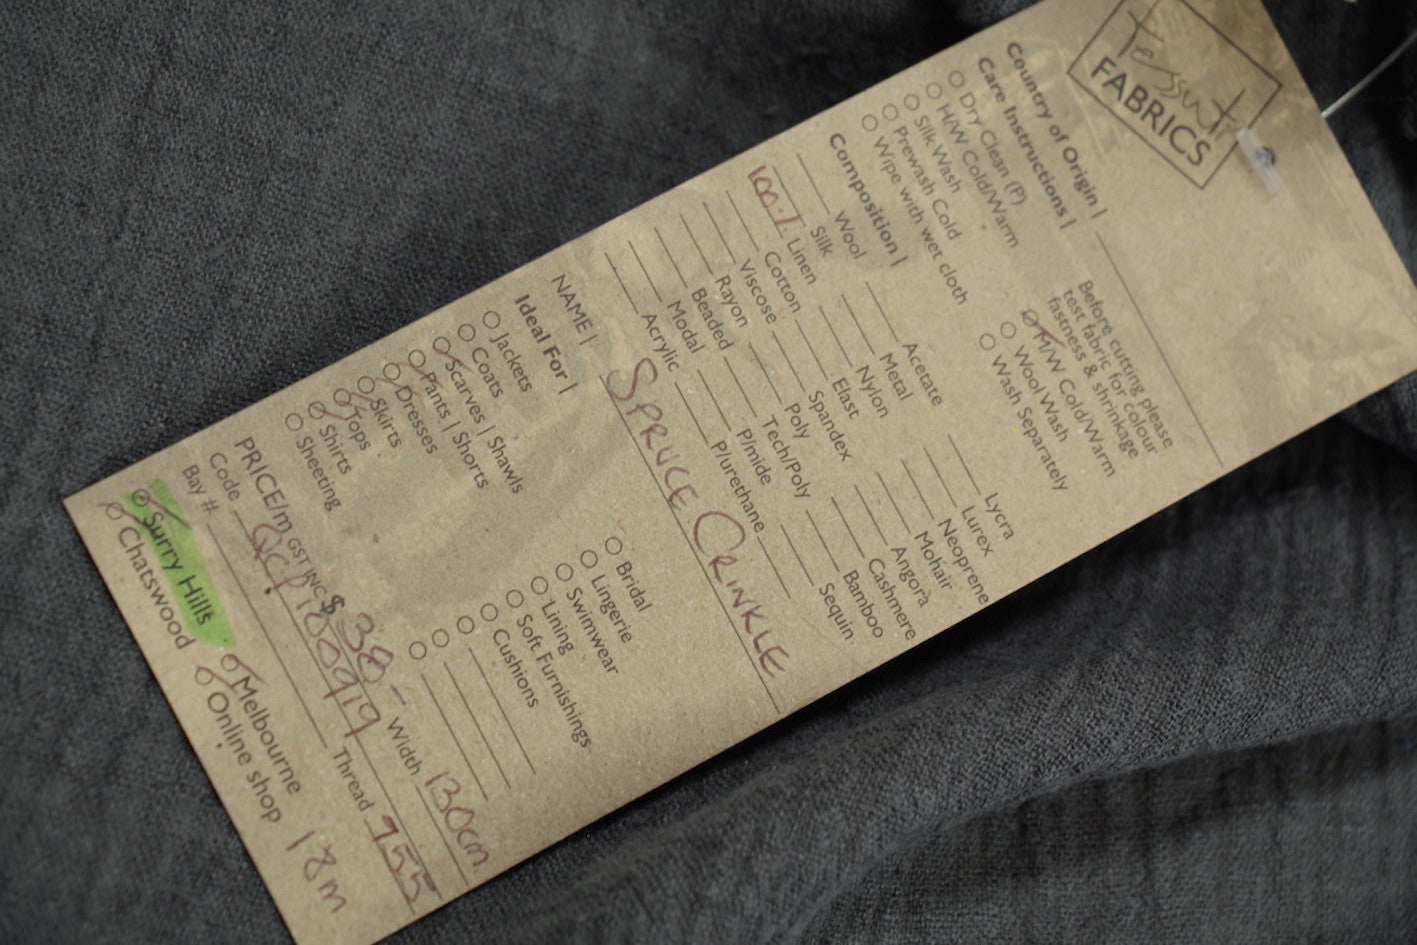 Tessuti
FABRICS
Country of Origin |
Care Instructions |
Dry Clean (P)
H/W Cold/Warm
Silk Wash
Prewash Cold
Wipe with wet cloth
Before cutting please
test fabric for colour
fastness & shrinkage
M/W Cold/Warm
Wool Wash
Wash Separately
Composition |
Wool
Silk
100% Linen
Cotton
Viscose
Rayon
Beaded
Modal
Acrylic
Acetate
Metal
Nylon
Elast
Spandex
Poly
Tech/Poly
P/mide
P/urethane
Lycra
Lurex
Neoprene
Mohair
Angora
Cashmere
Bamboo
Sequin
NAME | SPRUCE CRINKLE
Ideal For |
Jackets
Coats
Scarves | Shawls
Pants | Shorts
Dresses
Skirts
Tops
Shirts
Sheeting
Bridal
Lingerie
Swimwear
Lining
Soft Furnishings
Cushions
PRICE/m GST INC $ 38- Width 130cm
Code QCP180919 Thread 755
Bay #
Surry Hills Melbourne
Chatswood Online shop 18m